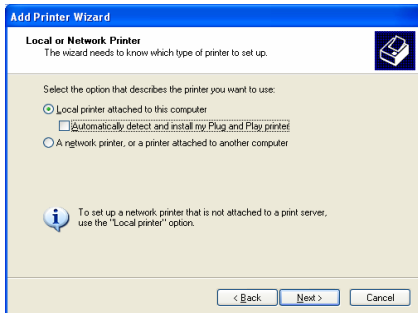 Add Printer Wizard
Local or Network Printer
The wizard needs to know which type of printer to set up.
Select the option that describes the printer you want to use:
Local printer attached to this computer
Automatically detect and install my Plug and Play printer
A network printer, or a printer attached to another computer
To set up a network printer that is not attached to a print server,
use the "Local printer" option.
< Back Next > Cancel